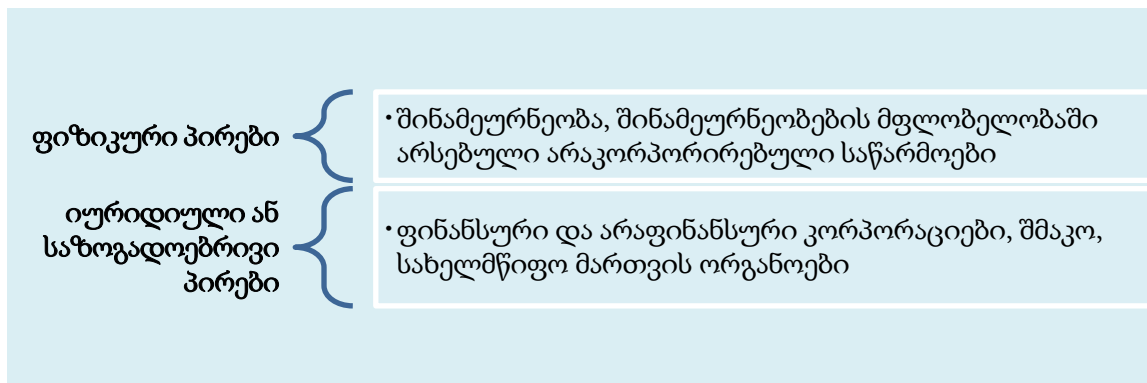 ფიზიკური პირები
·შინამეურნეობა, შინამეურნეობების მფლობელობაში
არსებული არაკორპორირებული საწარმოები
იურიდიული ან
საზოგადოებრივი
პირები
·ფინანსური და არაფინანსური კორპორაციები, შმაკო,
სახელმწიფო მართვის ორგანოები